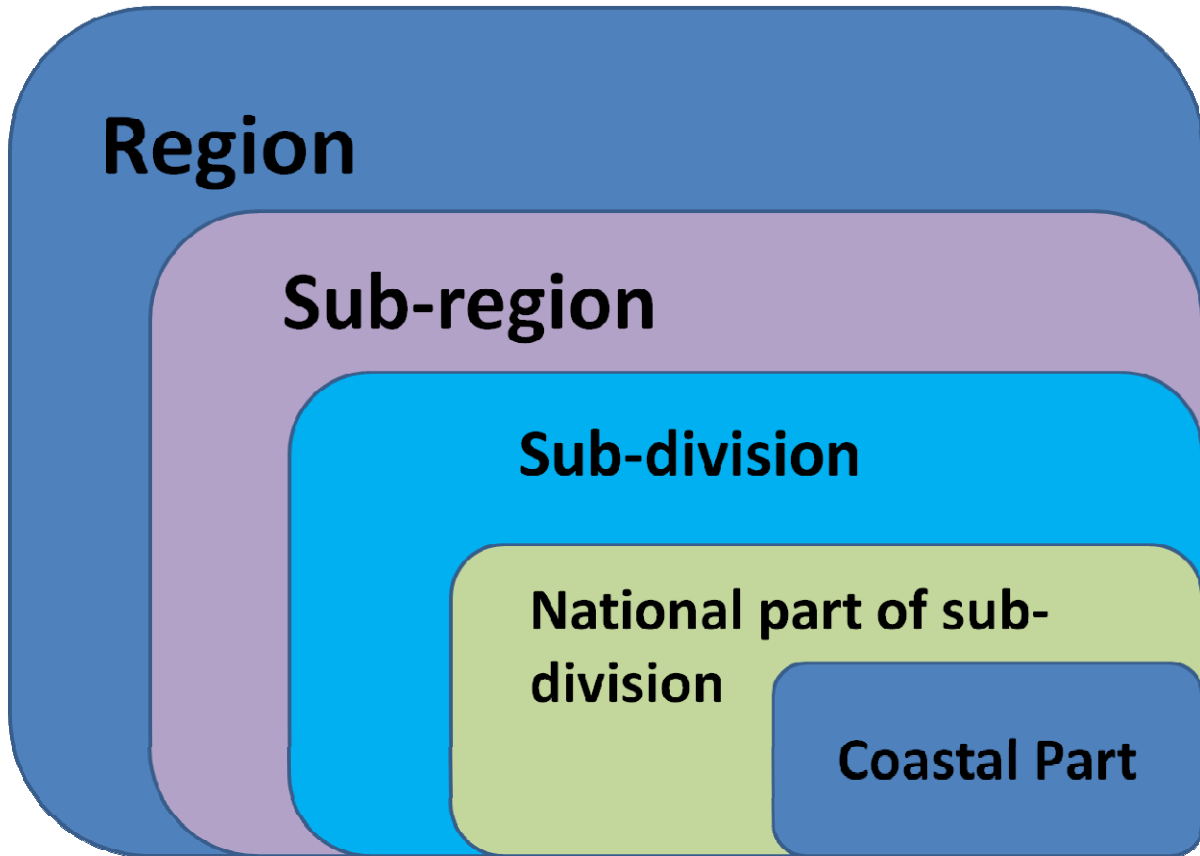 Region
Sub-region
Sub-division
National part of sub-
division
Coastal Part